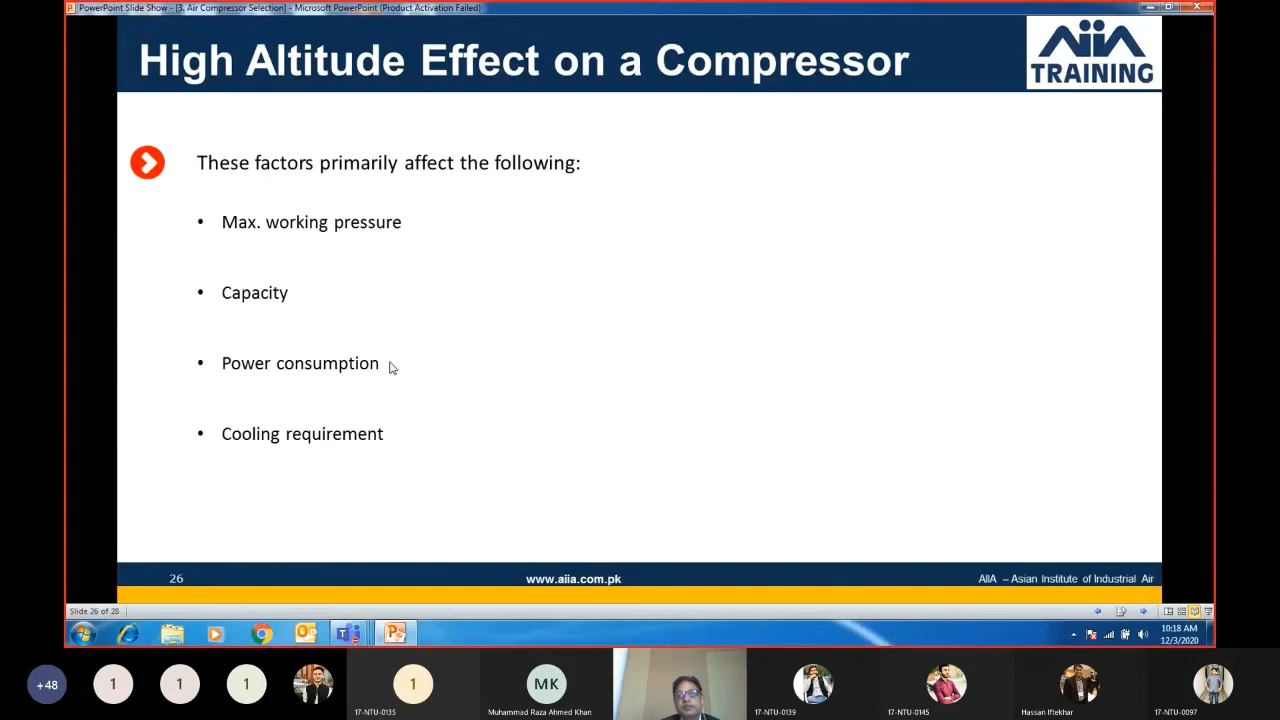 PowerPoint Slide Show - [3. Air Compressor Selection] - Microsoft PowerPoint (Product Activation Failed)
High Altitude Effect on a Compressor
AiiA
TRAINING
These factors primarily affect the following:
• Max. working pressure
• Capacity
• Power consumption
• Cooling requirement
26
www.aiia.com.pk
AIIA – Asian Institute of Industrial Air
Slide 26 of 28
10:18 AM
12/3/2020
+48
1
1
1
1
MK
17-NTU-0135
Muhammad Raza Ahmed Khan
17-NTU-0139
17-NTU-0145
Hassan Iftekhar
17-NTU-0097